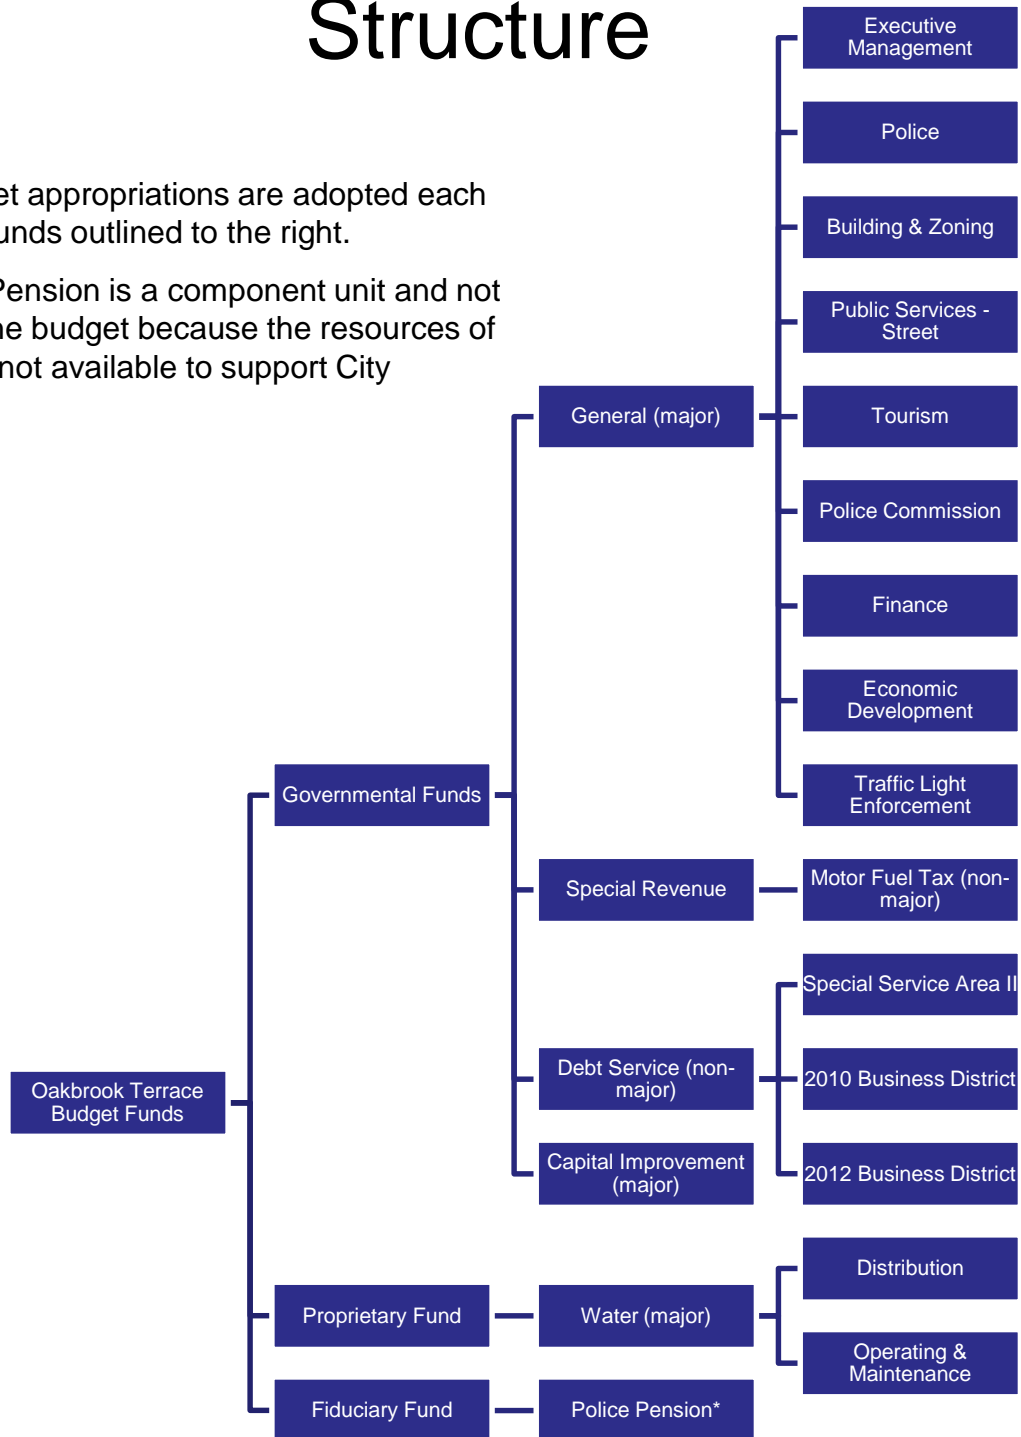 Structure
et appropriations are adopted each
unds outlined to the right.
Pension is a component unit and not
he budget because the resources of
not available to support City
Executive
Management
Police
Building & Zoning
Public Services -
Street
General (major)
Tourism
Police Commission
Finance
Economic
Development
Governmental Funds
Traffic Light
Enforcement
Special Revenue
Motor Fuel Tax (non-
major)
Special Service Area II
Oakbrook Terrace
Budget Funds
Debt Service (non-
major)
2010 Business District
Capital Improvement
(major)
2012 Business District
Distribution
Proprietary Fund
Water (major)
Operating &
Maintenance
Fiduciary Fund
Police Pension*